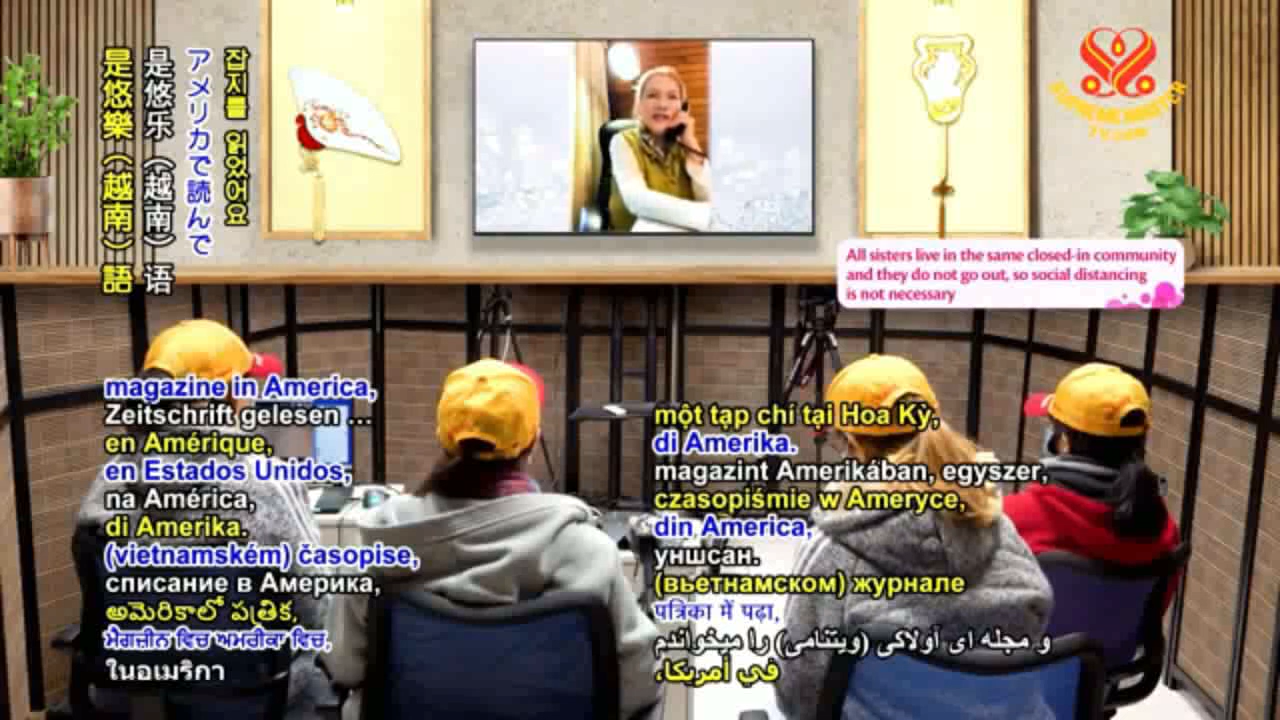 잡지를 읽었어요
アメリカで読んで
是悠乐（越南）语
是悠樂（越南）語
SUPREME MASTER
TV.com
All sisters live in the same closed-in community
and they do not go out, so social distancing
is not necessary
magazine in America,
Zeitschrift gelesen ...
en Amérique,
en Estados Unidos,
na América,
di Amerika.
(vietnamském) časopise,
списание в Америка,
అమెరికాలో పత్రిక,
ਮੈਗਜ਼ੀਨ ਵਿਚ ਅਮਰੀਕਾ ਵਿਚ,
ในอเมริกา
một tạp chí tại Hoa Kỳ,
di Amerika.
magazint Amerikában, egyszer,
czasopiśmie w Ameryce,
din America,
уншсан.
(вьетнамском) журнале
पत्रिका में पढ़ा,
و مجله ای آولاکی (ویتنامی) را میخواندم
في أمريكا،